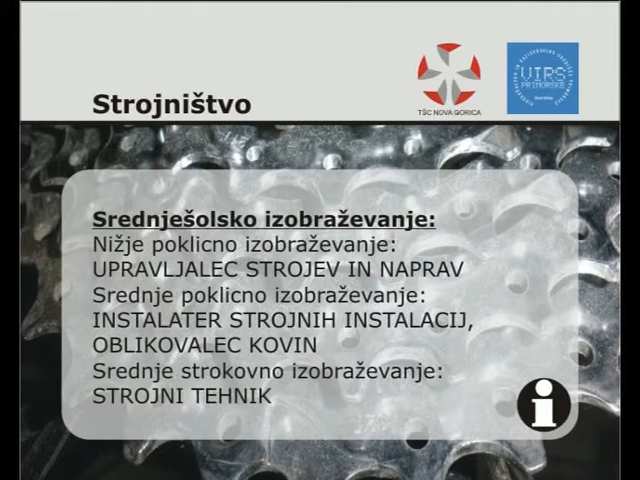 Strojništvo
TŠC NOVA GORICA
VIRS
PRIMORSKE
Srednješolsko izobraževanje:
Nižje poklicno izobraževanje:
UPRAVLJALEC STROJEV IN NAPRAV
Srednje poklicno izobraževanje:
INSTALATER STROJNIH INSTALACIJ,
OBLIKOVALEC KOVIN
Srednje strokovno izobraževanje:
STROJNI TEHNIK